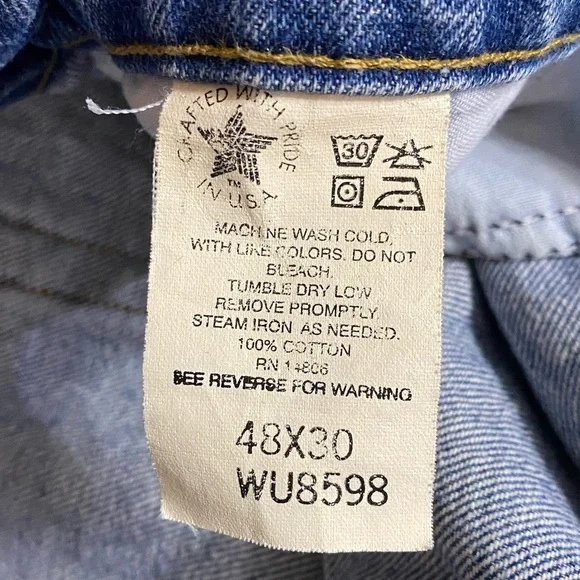 CRAFTED WITH PRIDE
IN U.S.A.
TM
30
MACHINE WASH COLD,
WITH LIKE COLORS. DO NOT
BLEACH.
TUMBLE DRY LOW
REMOVE PROMPTLY.
STEAM IRON AS NEEDED.
100% COTTON
RN 14806
SEE REVERSE FOR WARNING
48X30
WU8598